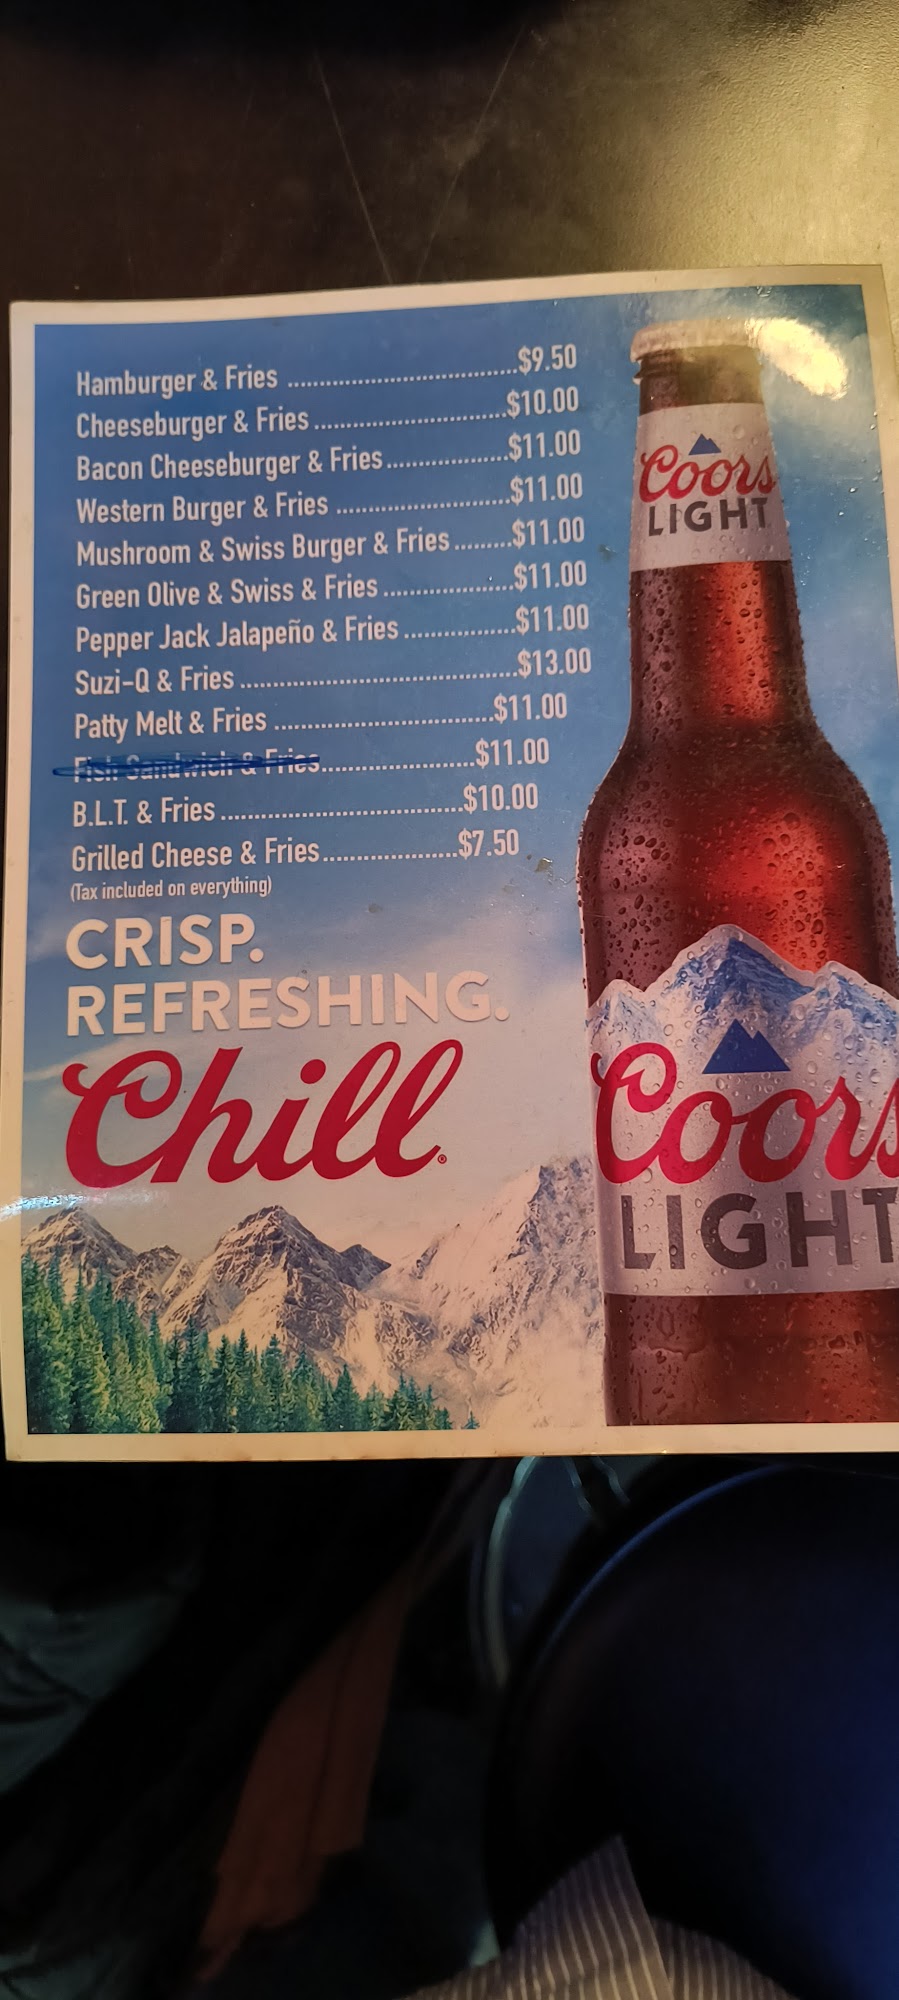 Hamburger & Fries ........................................$9.50
Cheeseburger & Fries ..................................$10.00
Bacon Cheeseburger & Fries.....................$11.00
Western Burger & Fries ..............................$11.00
Mushroom & Swiss Burger & Fries ..........$11.00
Green Olive & Swiss & Fries .......................$11.00
Pepper Jack Jalapeño & Fries ...................$11.00
Suzi-Q & Fries ................................................$13.00
Patty Melt & Fries ......................................$11.00
Fish Sandwich & Fries...........................$11.00
B.L.T. & Fries ...........................................$10.00
Grilled Cheese & Fries........................$7.50
(Tax included on everything)
CRISP.
REFRESHING.
Chill®
Coors
LIGHT
Coors
LIGHT